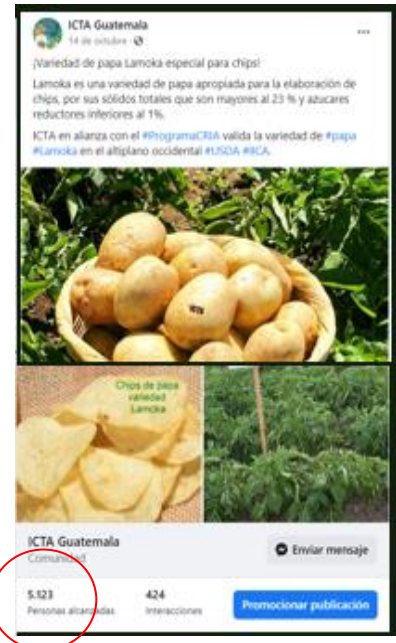 ICTA Guatemala
14 de octubre ·
¡Variedad de papa Lamoka especial para chips!
Lamoka es una variedad de papa apropiada para la elaboración de
chips, por sus sólidos totales que son mayores al 23 % y azucares
reductores inferiores al 1%.
ICTA en alianza con el #ProgramaCRIA valida la variedad de #papa
#Lamoka en el altiplano occidental #USDA #IICA.
ICTA
Chips de papa
variedad
Lamoka
ICTA Guatemala
Comunidad
Enviar mensaje
5.123
Personas alcanzadas
424
Interacciones
Promocionar publicación